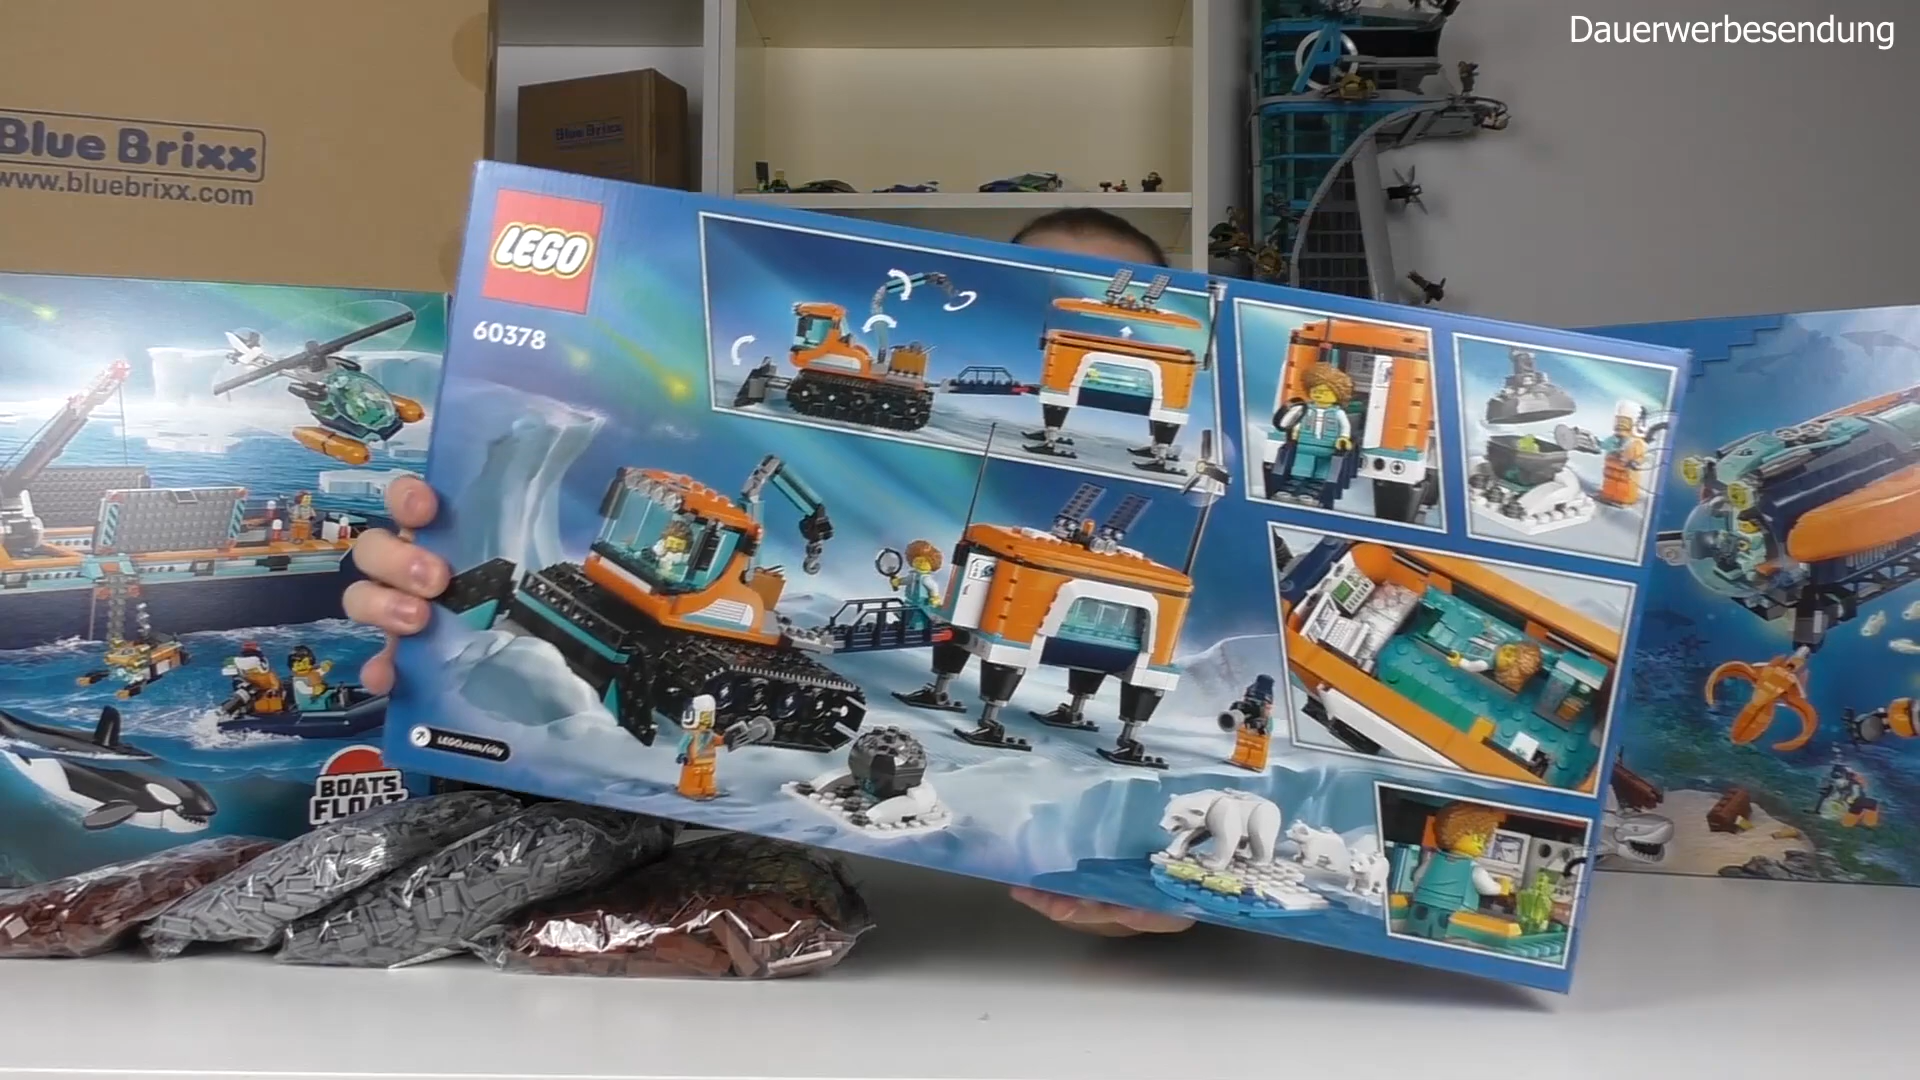 Dauerwerbesendung
Blue Brixx
www.bluebrixx.com
Blue Brixx
LEGO
60378
LEGO.com/city
BOATS
FLOAT